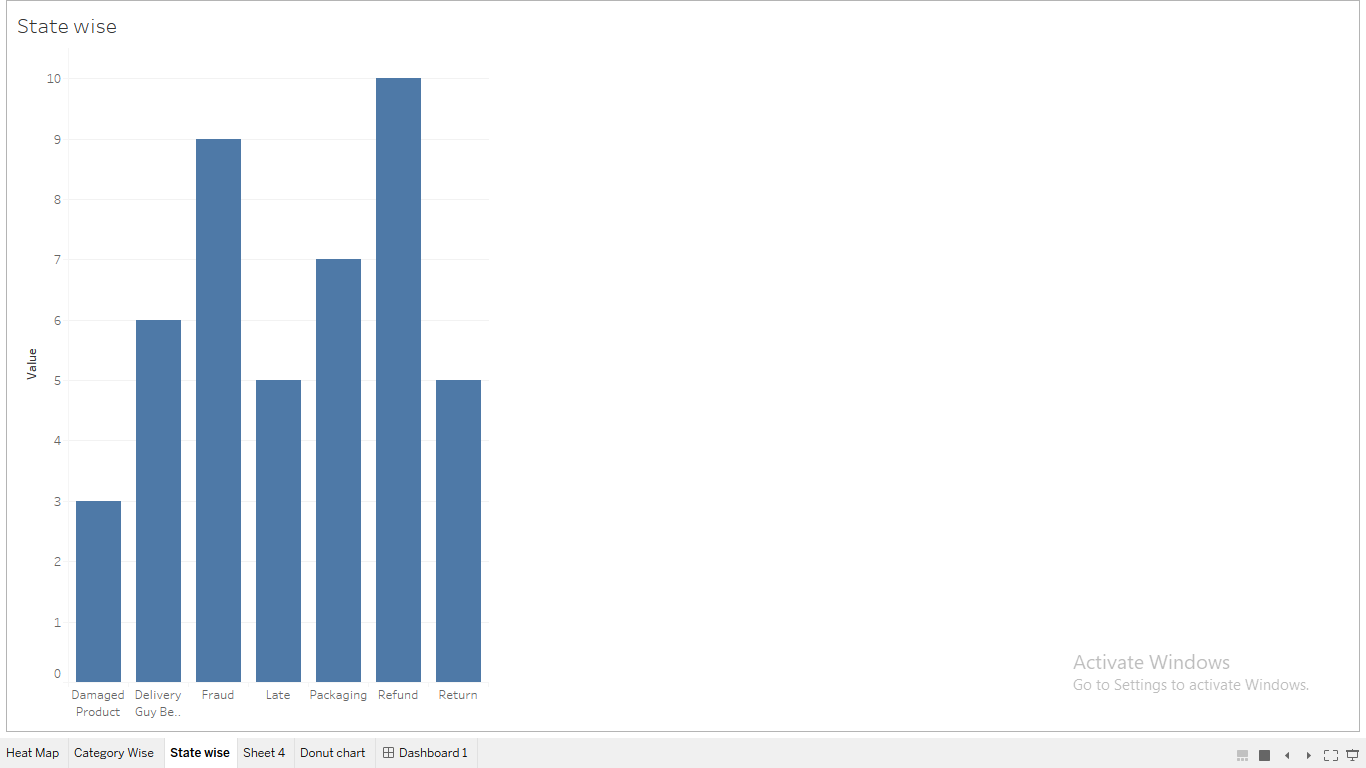 State wise
10
9
8
7
6
5
4
3
2
1
0
Value
Damaged Product
Delivery Guy Be..
Fraud
Late
Packaging
Refund
Return
Activate Windows
Go to Settings to activate Windows.
Heat Map
Category Wise
State wise
Sheet 4
Donut chart
Dashboard 1